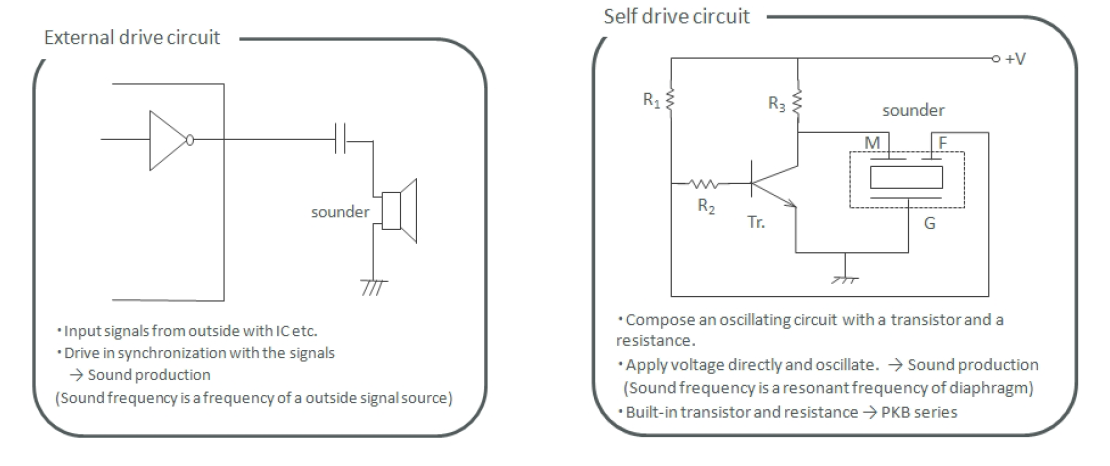 External drive circuit
sounder
・Input signals from outside with IC etc.
・Drive in synchronization with the signals
→ Sound production
(Sound frequency is a frequency of a outside signal source)
Self drive circuit
+V
R1
R3
sounder
M
F
R2
Tr.
G
・Compose an oscillating circuit with a transistor and a
resistance.
・Apply voltage directly and oscillate. → Sound production
(Sound frequency is a resonant frequency of diaphragm)
・Built-in transistor and resistance → PKB series